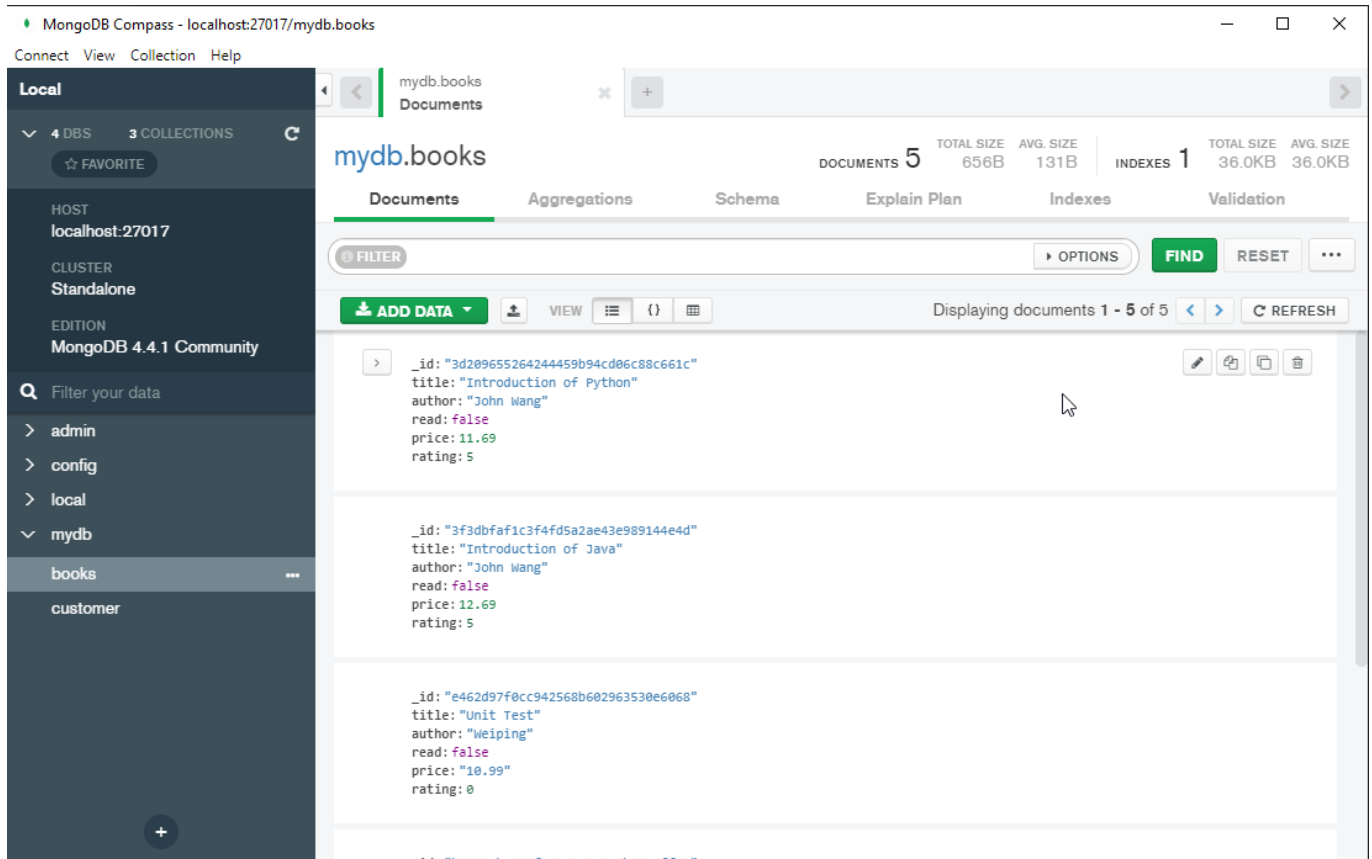 MongoDB Compass - localhost:27017/mydb.books
Connect View Collection Help
Local
4 DBS 3 COLLECTIONS
☆ FAVORITE
HOST
localhost:27017
CLUSTER
Standalone
EDITION
MongoDB 4.4.1 Community
Filter your data
admin
config
local
mydb
books
customer
mydb.books
Documents
mydb.books
DOCUMENTS 5 TOTAL SIZE 656B AVG. SIZE 131B INDEXES 1 TOTAL SIZE 36.0KB AVG. SIZE 36.0KB
Documents Aggregations Schema Explain Plan Indexes Validation
FILTER OPTIONS FIND RESET ...
ADD DATA VIEW {} Displaying documents 1 - 5 of 5 < > REFRESH
_id: "3d209655264244459b94cd06c88c661c"
title: "Introduction of Python"
author: "John Wang"
read: false
price: 11.69
rating: 5
_id: "3f3dbfaf1c3f4fd5a2ae43e989144e4d"
title: "Introduction of Java"
author: "John Wang"
read: false
price: 12.69
rating: 5
_id: "e462d97f0cc942568b602963530e6068"
title: "Unit Test"
author: "Weiping"
read: false
price: "10.99"
rating: 0